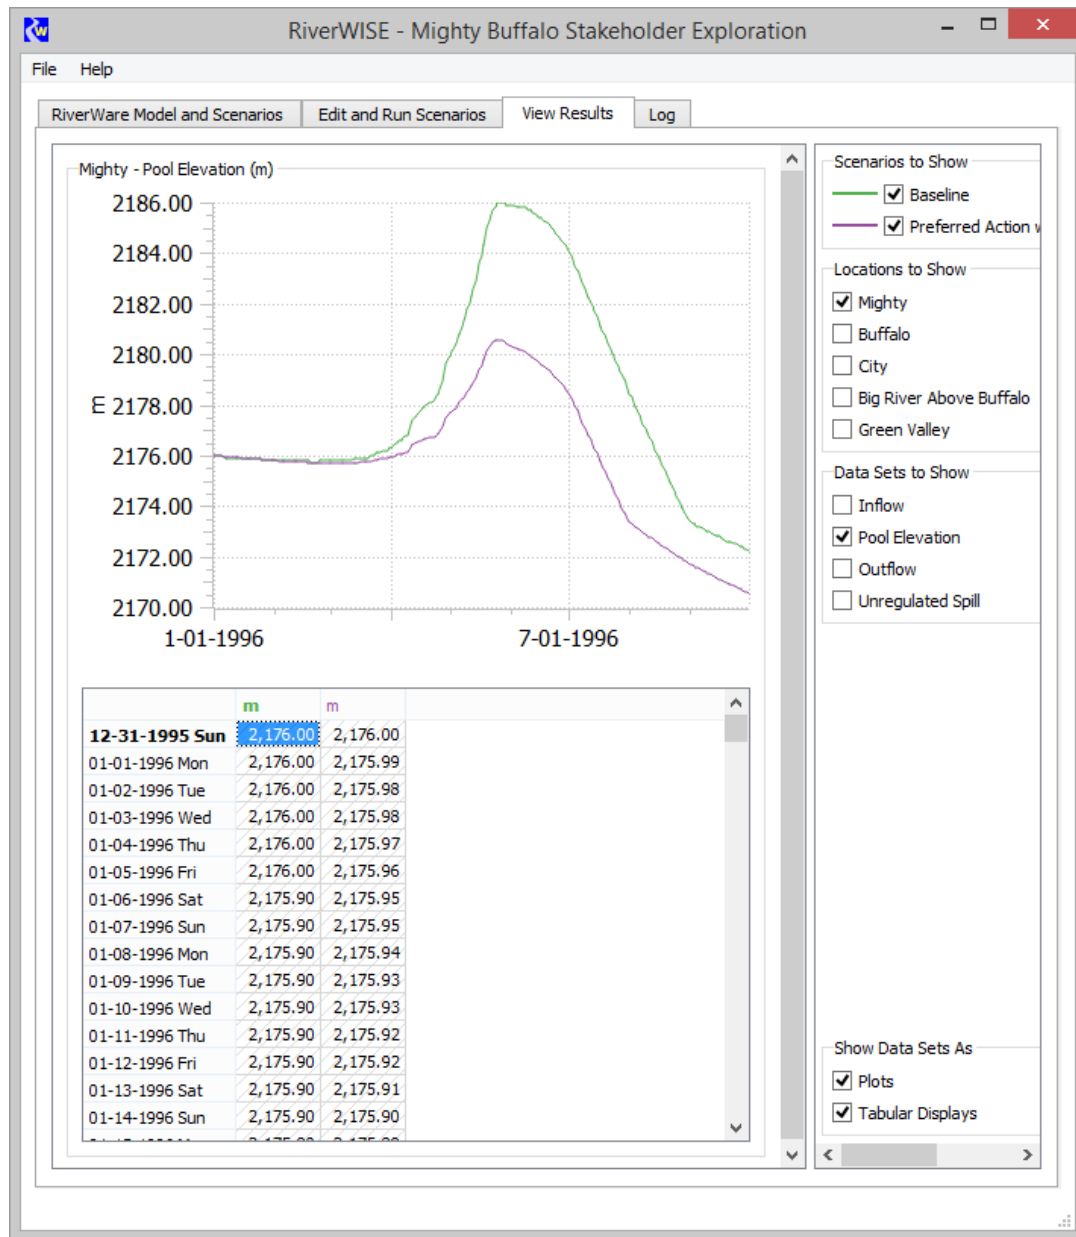 RiverWISE - Mighty Buffalo Stakeholder Exploration
File Help
RiverWare Model and Scenarios Edit and Run Scenarios View Results Log
Mighty - Pool Elevation (m)
2186.00
2184.00
2182.00
2180.00
m 2178.00
2176.00
2174.00
2172.00
2170.00
1-01-1996 7-01-1996
m m
12-31-1995 Sun 2,176.00 2,176.00
01-01-1996 Mon 2,176.00 2,175.99
01-02-1996 Tue 2,176.00 2,175.98
01-03-1996 Wed 2,176.00 2,175.98
01-04-1996 Thu 2,176.00 2,175.97
01-05-1996 Fri 2,176.00 2,175.96
01-06-1996 Sat 2,175.90 2,175.95
01-07-1996 Sun 2,175.90 2,175.95
01-08-1996 Mon 2,175.90 2,175.94
01-09-1996 Tue 2,175.90 2,175.93
01-10-1996 Wed 2,175.90 2,175.93
01-11-1996 Thu 2,175.90 2,175.92
01-12-1996 Fri 2,175.90 2,175.92
01-13-1996 Sat 2,175.90 2,175.91
01-14-1996 Sun 2,175.90 2,175.90
Scenarios to Show
Baseline
Preferred Action
Locations to Show
Mighty
Buffalo
City
Big River Above Buffalo
Green Valley
Data Sets to Show
Inflow
Pool Elevation
Outflow
Unregulated Spill
Show Data Sets As
Plots
Tabular Displays